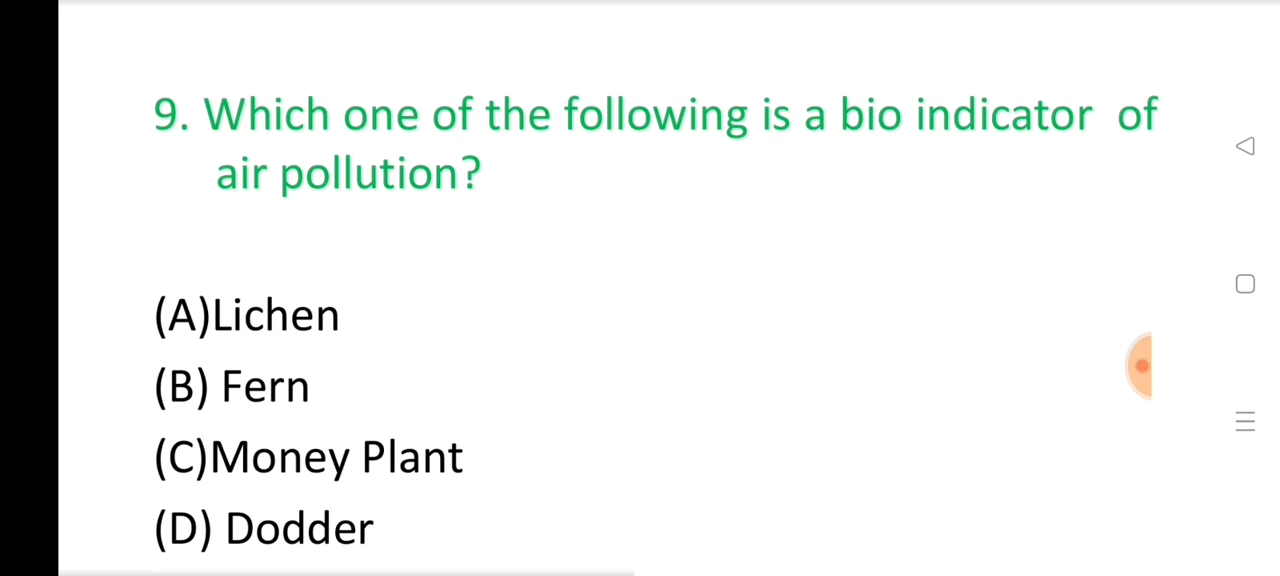 9. Which one of the following is a bio indicator of
air pollution?
(A)Lichen
(B) Fern
(C)Money Plant
(D) Dodder